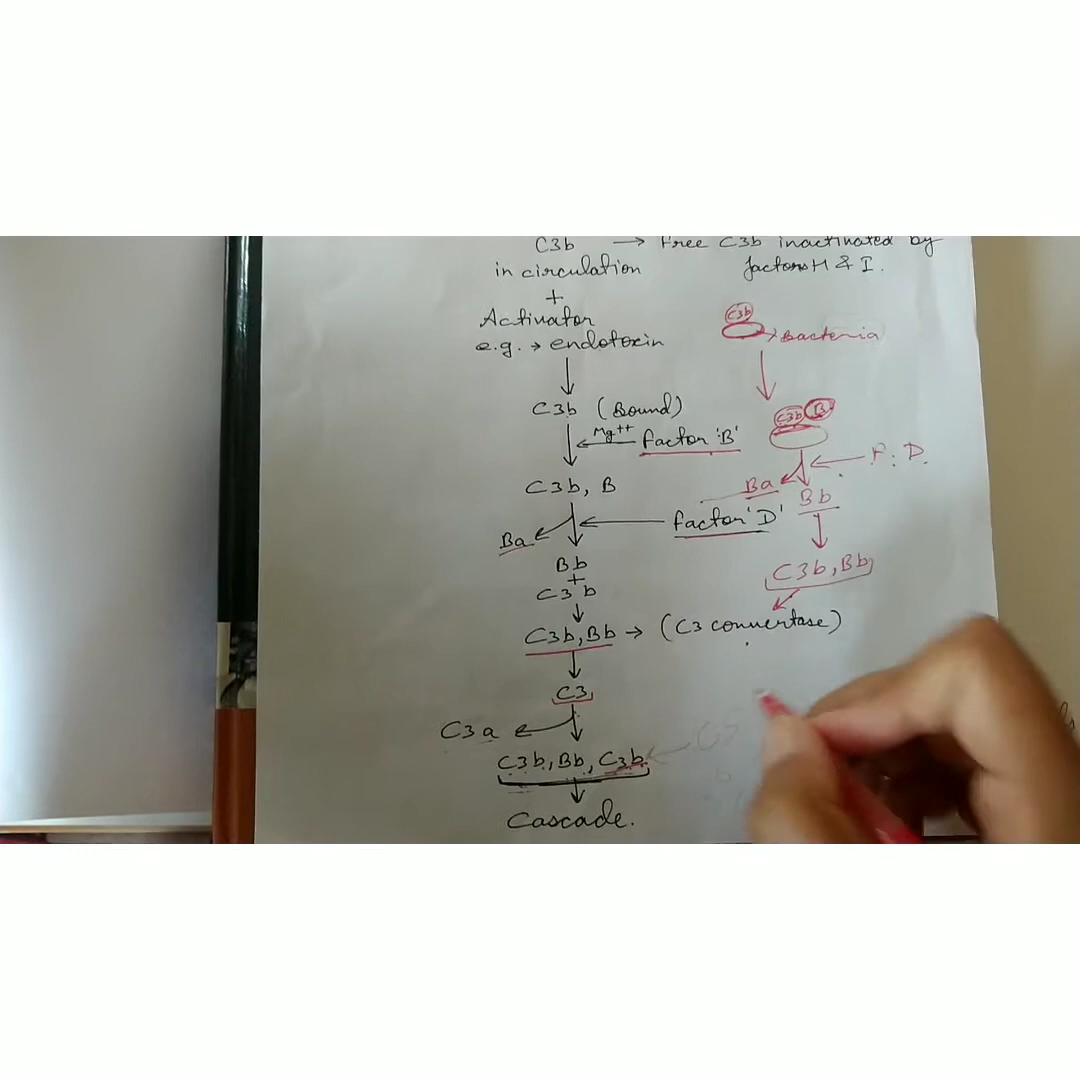 C3b → Free C3b inactivated by
in circulation factors H & I.
+
Activator
e.g. → endotoxin
C3b
→ Bacteria
C3b (Bound)
C3b B
Mg++ factor 'B'
F: D.
C3b, B
Ba
Bb
factor 'D'
Ba
Bb
+
C3b
C3b, Bb
C3b, Bb → (C3 convertase)
C3
C3a
C3b, Bb, C3b
Cascade.